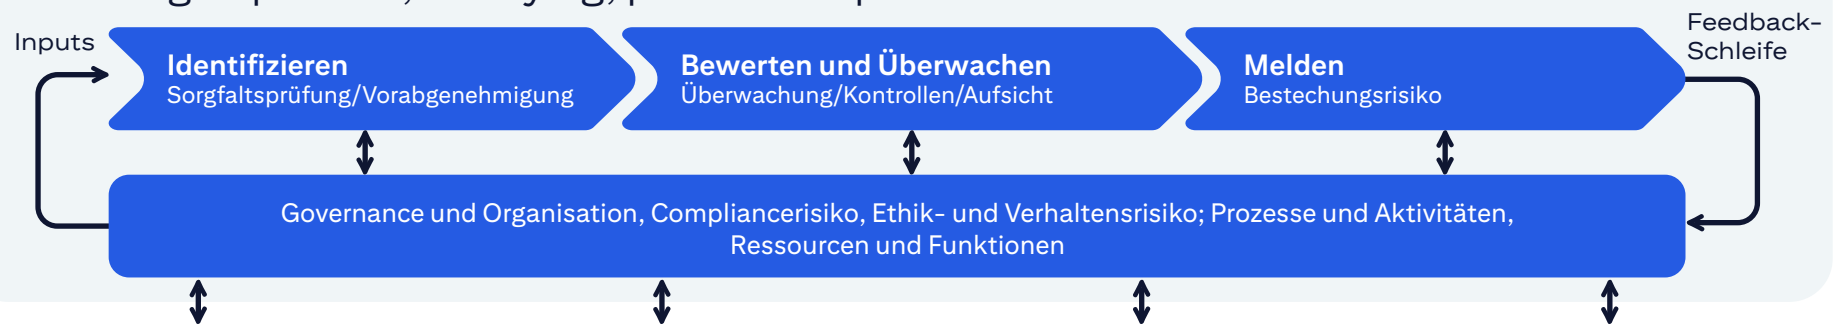 Inputs
Feedback-
Schleife
Identifizieren
Sorgfaltsprüfung/Vorabgenehmigung
Bewerten und Überwachen
Überwachung/Kontrollen/Aufsicht
Melden
Bestechungsrisiko
Governance und Organisation, Compliancerisiko, Ethik- und Verhaltensrisiko; Prozesse und Aktivitäten,
Ressourcen und Funktionen